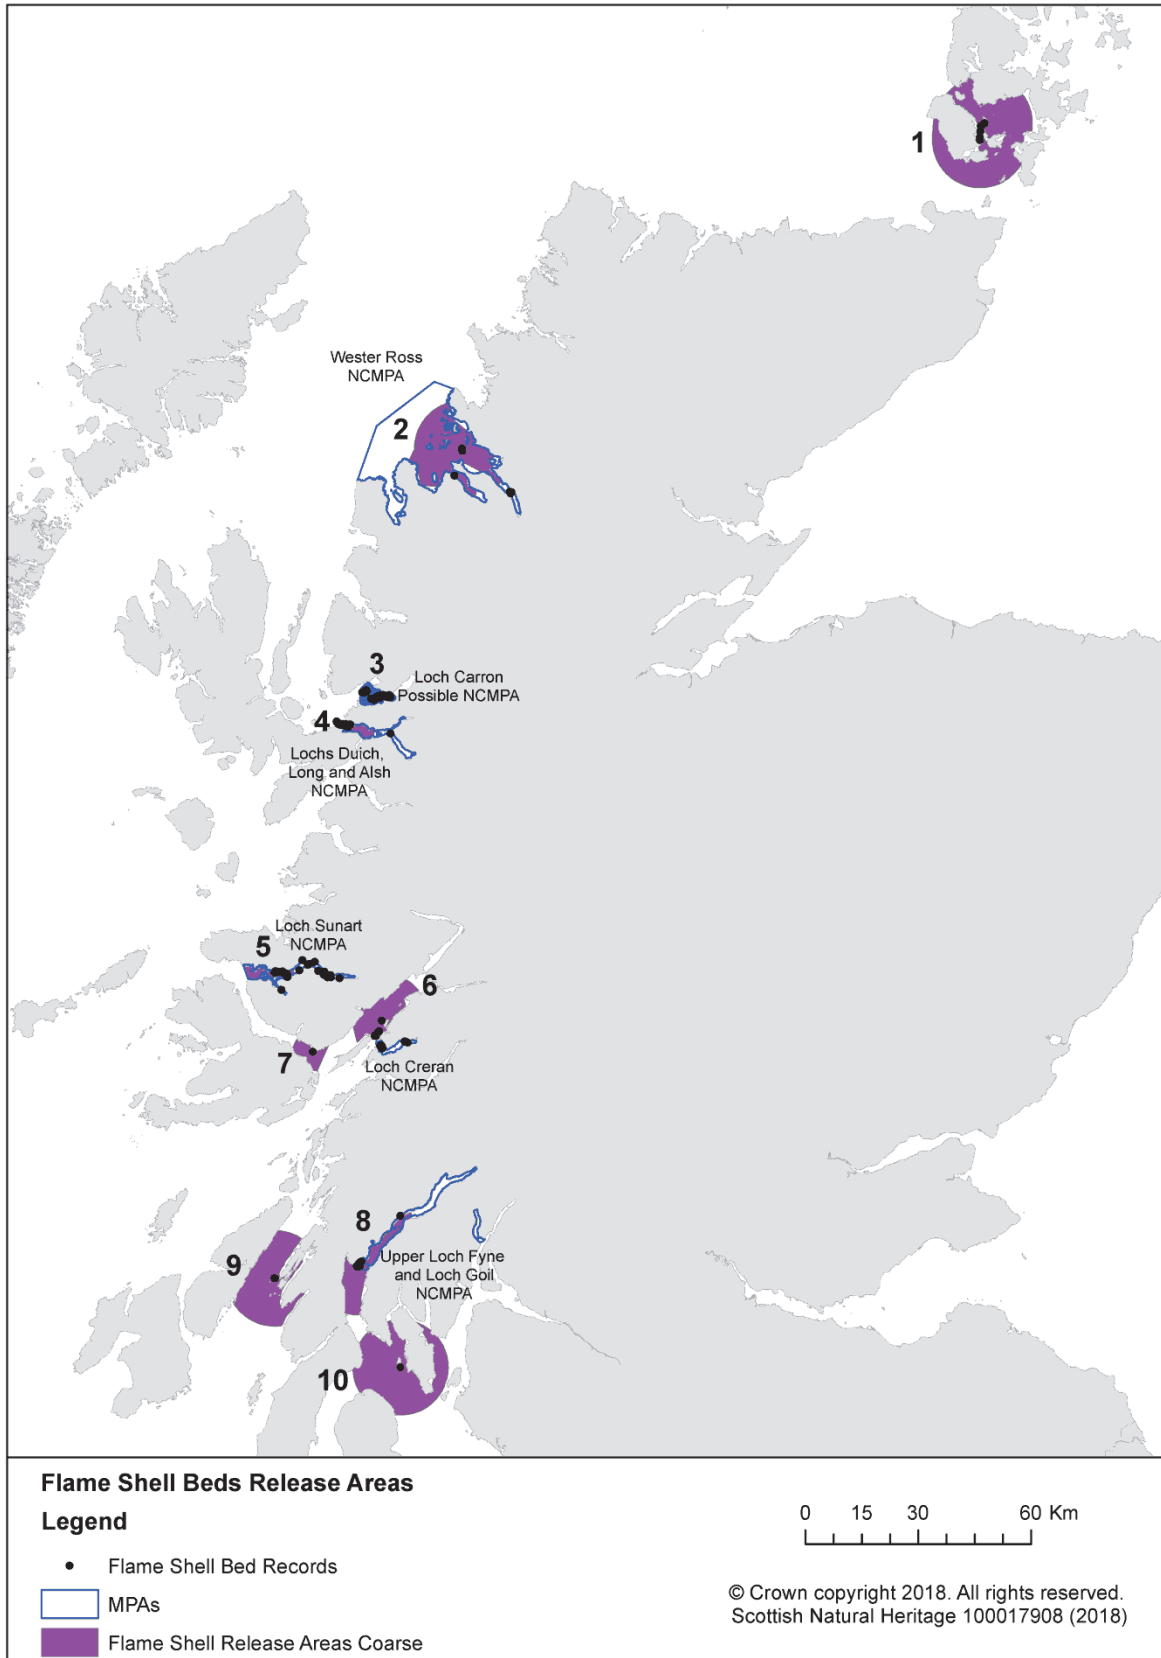 1
Wester Ross
NCMPA
2
3
Loch Carron
Possible NCMPA
4
Lochs Duich,
Long and Alsh
NCMPA
Loch Sunart
NCMPA
5
6
7
Loch Creran
NCMPA
8
Upper Loch Fyne
and Loch Goil
NCMPA
9
10
Flame Shell Beds Release Areas
Legend
Flame Shell Bed Records
MPAs
Flame Shell Release Areas Coarse
0 15 30 60 Km
© Crown copyright 2018. All rights reserved.
Scottish Natural Heritage 100017908 (2018)